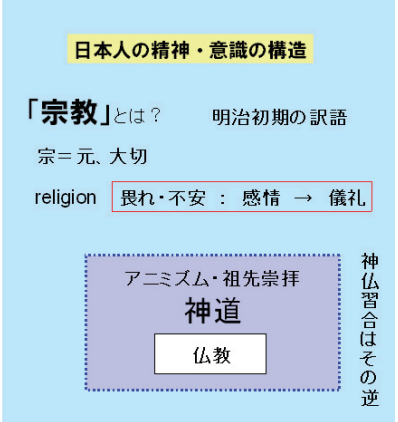 日本人の精神・意識の構造
「宗教」とは？ 明治初期の訳語
宗＝元、大切
religion 畏れ・不安 ： 感情 → 儀礼
アニミズム・祖先崇拝
神道
仏教
神仏習合はその逆